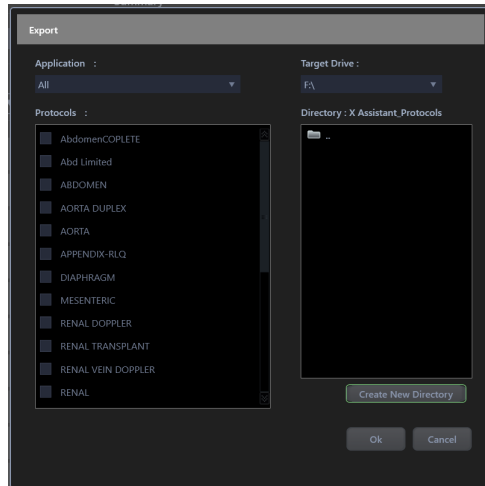 Export
Application :
Target Drive :
All
F:\
Protocols :
Directory : X Assistant_Protocols
AbdomenCOPLETE
..
Abd Limited
ABDOMEN
AORTA DUPLEX
AORTA
APPENDIX-RLQ
DIAPHRAGM
MESENTERIC
RENAL DOPPLER
RENAL TRANSPLANT
RENAL VEIN DOPPLER
RENAL
Create New Directory
Ok
Cancel